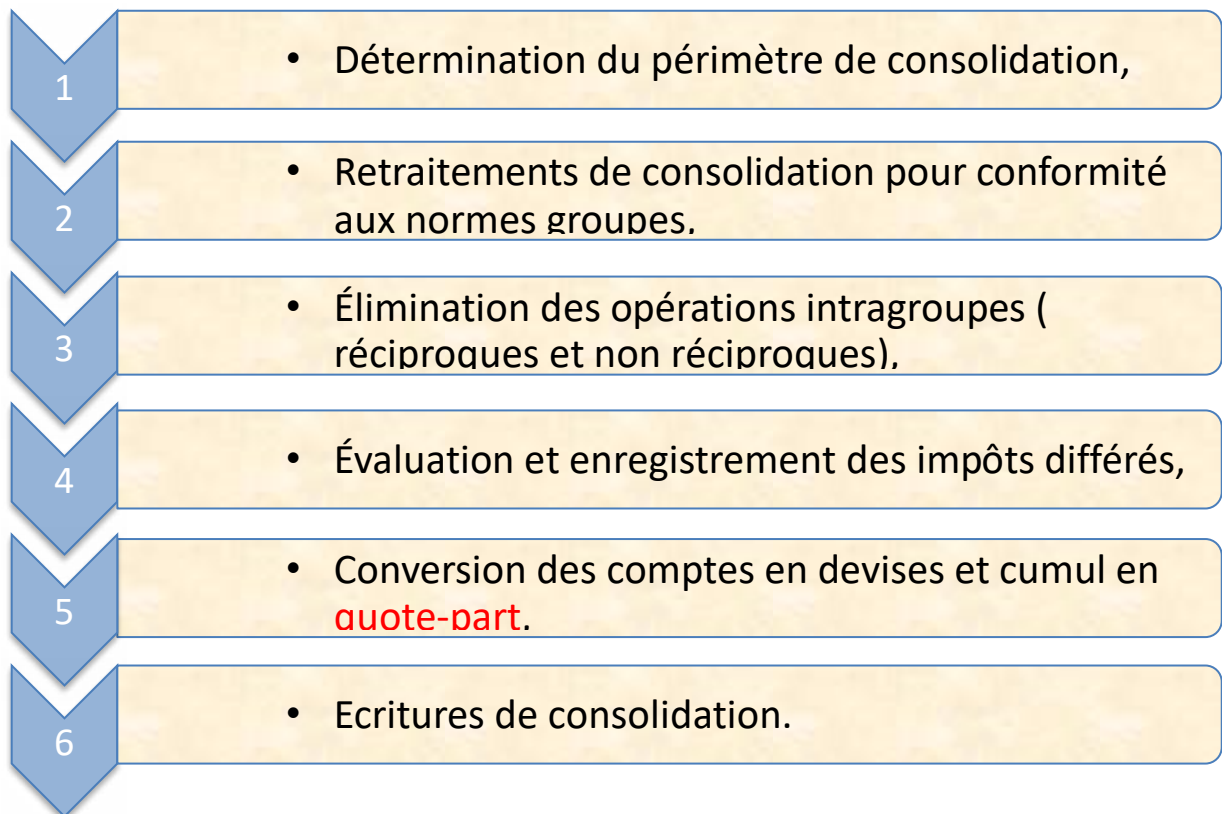 1
• Détermination du périmètre de consolidation,
2
• Retraitements de consolidation pour conformité
aux normes groupes,
3
• Élimination des opérations intragroupes (
réciproques et non réciproques),
4
• Évaluation et enregistrement des impôts différés,
5
• Conversion des comptes en devises et cumul en
quote-part.
6
• Ecritures de consolidation.